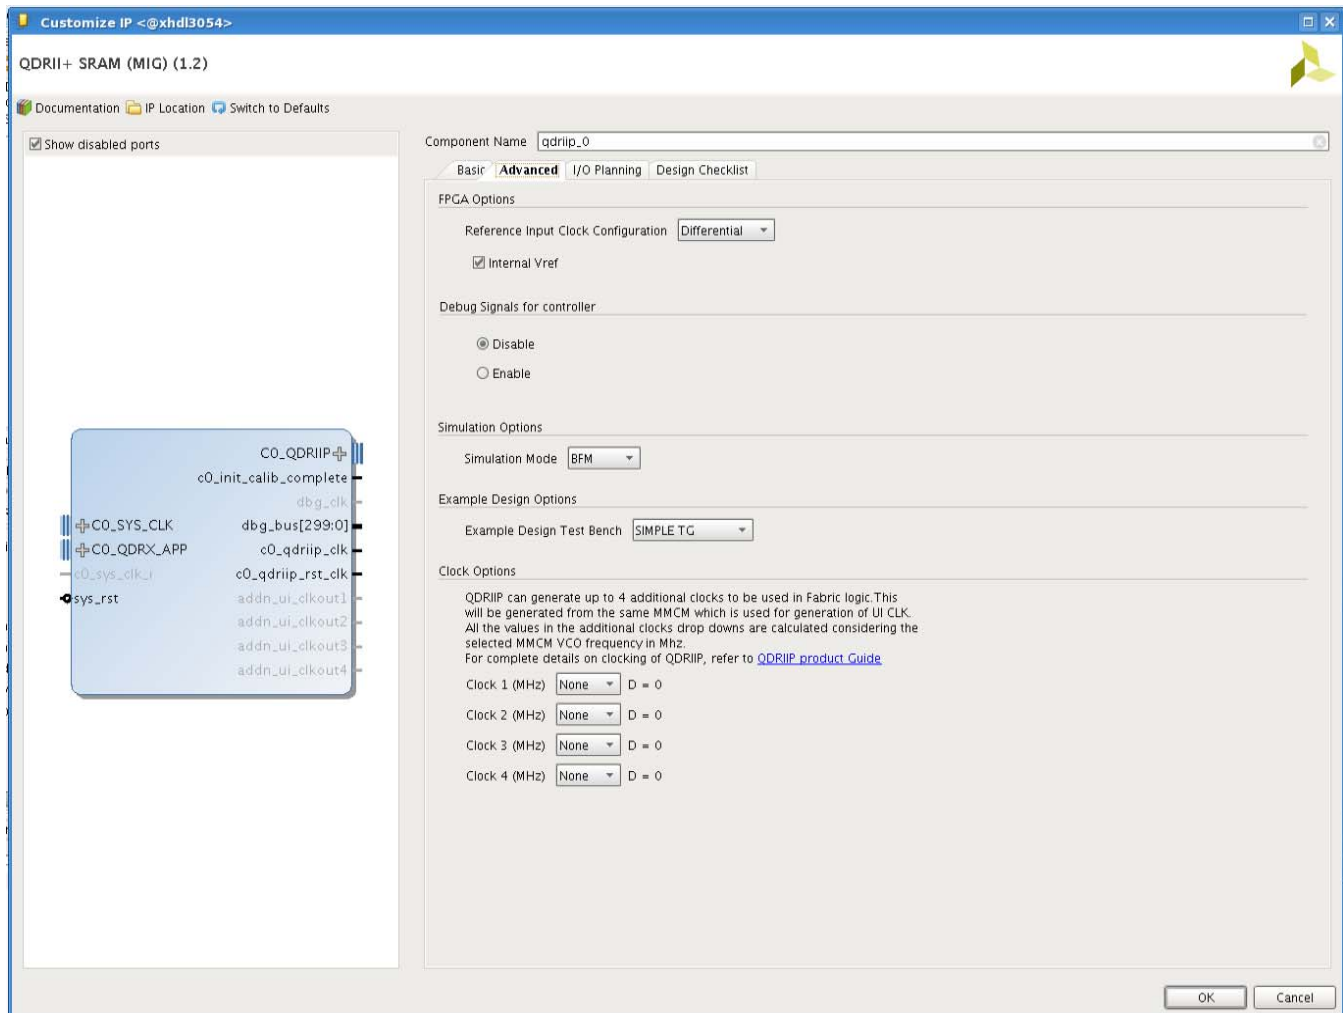 Customize IP <@xhdl3054>
QDRII+ SRAM (MIG) (1.2)
Documentation IP Location Switch to Defaults
Show disabled ports
C0_QDRIIP
c0_init_calib_complete
dbg_clk
C0_SYS_CLK dbg_bus[299:0]
C0_QDRX_APP c0_qdriip_clk
c0_sys_clk_i c0_qdriip_rst_clk
sys_rst addn_ui_clkout1
addn_ui_clkout2
addn_ui_clkout3
addn_ui_clkout4
Component Name qdriip_0
Basic Advanced I/O Planning Design Checklist
FPGA Options
Reference Input Clock Configuration Differential
Internal Vref
Debug Signals for controller
Disable
Enable
Simulation Options
Simulation Mode BFM
Example Design Options
Example Design Test Bench SIMPLE TG
Clock Options
QDRIIP can generate up to 4 additional clocks to be used in Fabric logic.This
will be generated from the same MMCM which is used for generation of UI CLK.
All the values in the additional clocks drop downs are calculated considering the
selected MMCM VCO frequency in Mhz.
For complete details on clocking of QDRIIP, refer to QDRIIP product Guide
Clock 1 (MHz) None D = 0
Clock 2 (MHz) None D = 0
Clock 3 (MHz) None D = 0
Clock 4 (MHz) None D = 0
OK Cancel